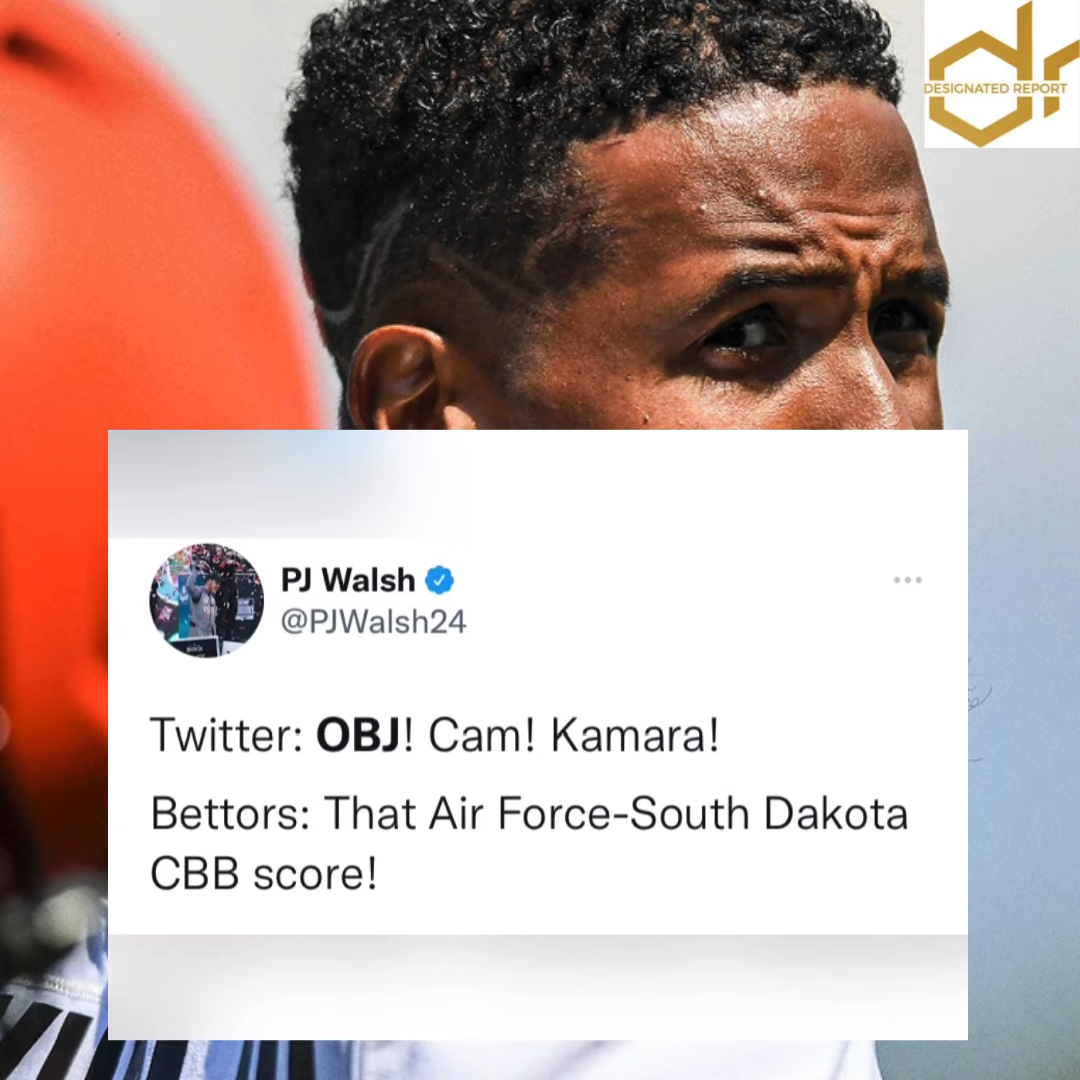 DESIGNATED REPORT
PJ Walsh
@PJWalsh24
Twitter: OBJ! Cam! Kamara!
Bettors: That Air Force-South Dakota
CBB score!